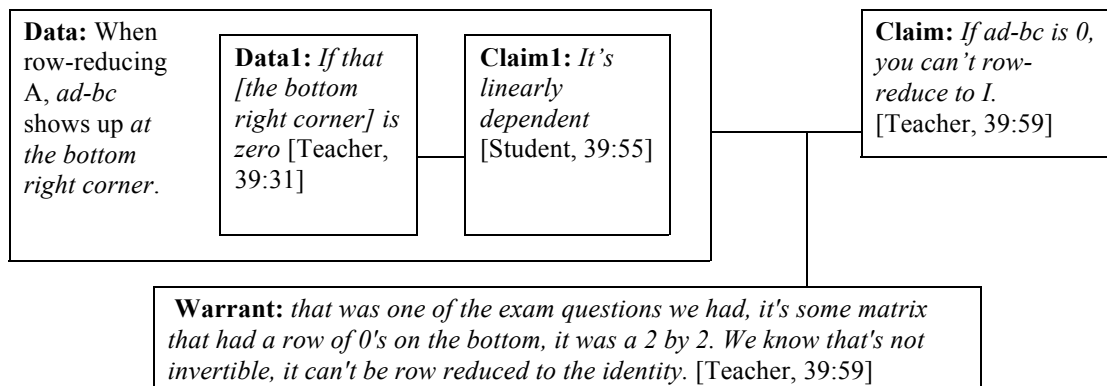 Data: When
row-reducing
A, ad-bc
shows up at
the bottom
right corner.
Data1: If that
[the bottom
right corner] is
zero [Teacher,
39:31]
Claim1: It’s
linearly
dependent
[Student, 39:55]
Claim: If ad-bc is 0,
you can’t row-
reduce to I.
[Teacher, 39:59]
Warrant: that was one of the exam questions we had, it's some matrix
that had a row of 0's on the bottom, it was a 2 by 2. We know that's not
invertible, it can't be row reduced to the identity. [Teacher, 39:59]